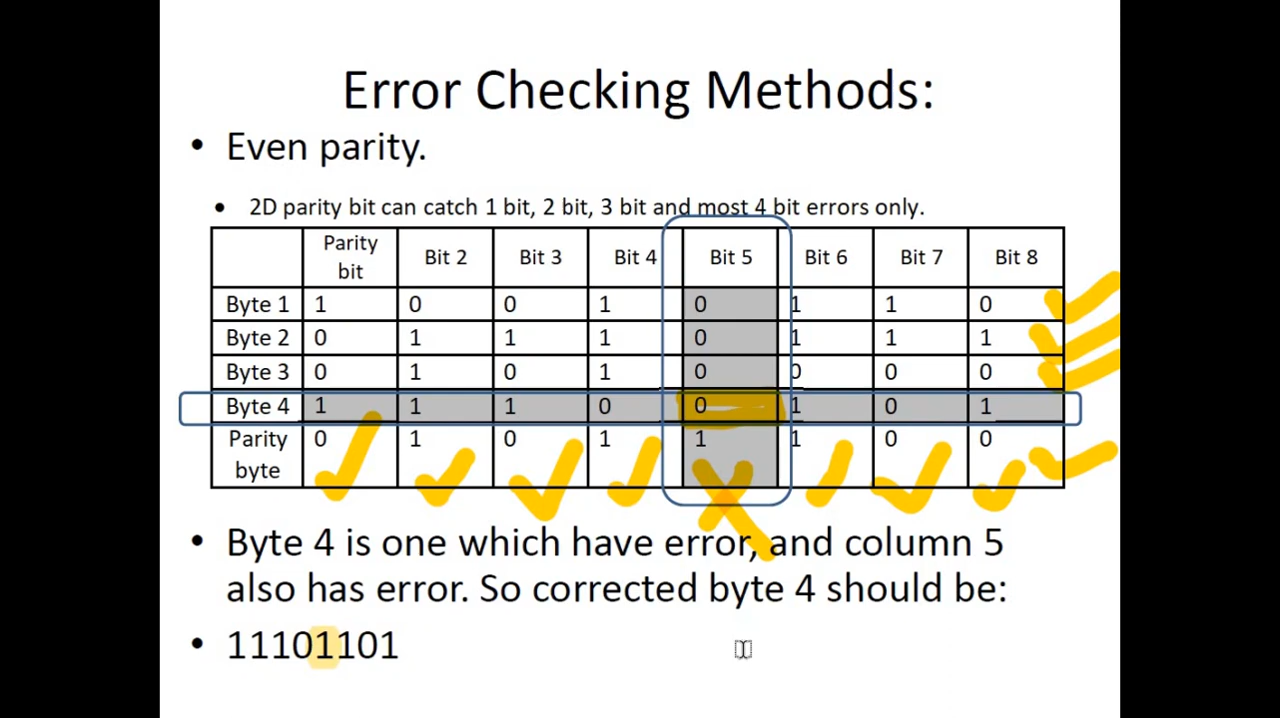 Error Checking Methods:
• Even parity.
• 2D parity bit can catch 1 bit, 2 bit, 3 bit and most 4 bit errors only.
Parity bit Bit 2 Bit 3 Bit 4 Bit 5 Bit 6 Bit 7 Bit 8
Byte 1 1 0 0 1 0 1 1 0
Byte 2 0 1 1 1 0 1 1 1
Byte 3 0 1 0 1 0 0 0 0
Byte 4 1 1 1 0 0 1 0 1
Parity byte 0 1 0 1 1 1 0 0
• Byte 4 is one which have error, and column 5
also has error. So corrected byte 4 should be:
• 11101101